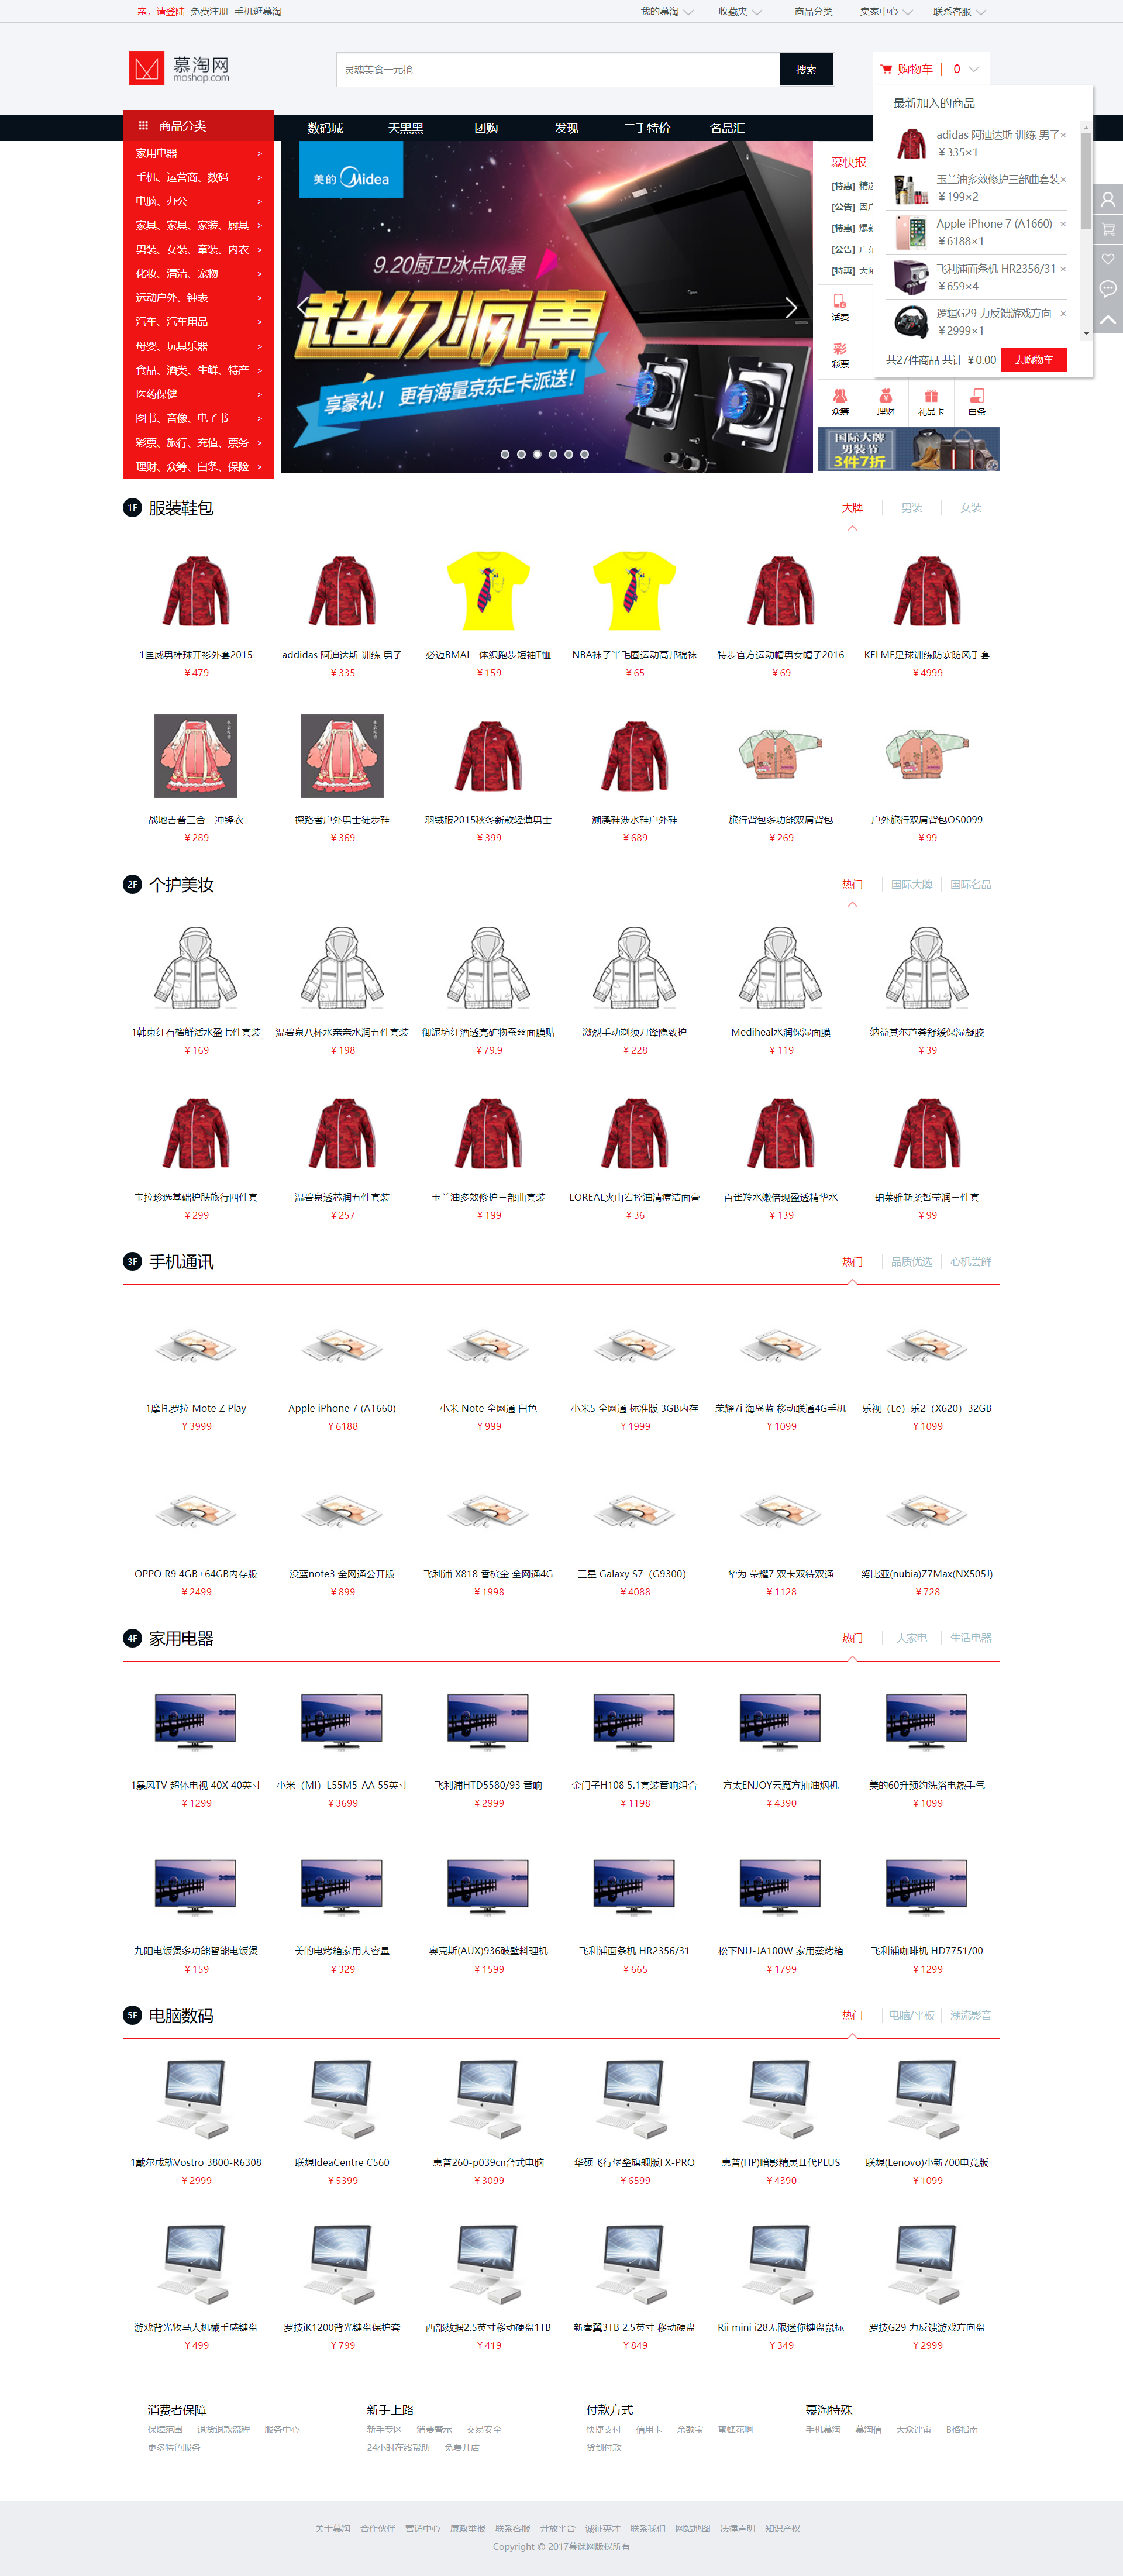 亲，请登陆 免费注册 手机逛慕淘 我的慕淘 收藏夹 商品分类 卖家中心 联系客服
慕淘网
moshop.com
灵魂美食一元抢 搜索
购物车 | 0
最新加入的商品
adidas 阿迪达斯 训练 男子×
￥335×1
玉兰油多效修护三部曲套装×
￥199×2
Apple iPhone 7 (A1660) ×
￥6188×1
飞利浦面条机 HR2356/31 ×
￥659×4
逻辑G29 力反馈游戏方向 ×
￥2999×1
共27件商品 共计 ￥0.00 去购物车
商品分类 数码城 天黑黑 团购 发现 二手特价 名品汇
家用电器 >
手机、运营商、数码 >
电脑、办公 >
家具、家具、家装、厨具 >
男装、女装、童装、内衣 >
化妆、清洁、宠物 >
运动户外、钟表 >
汽车、汽车用品 >
母婴、玩具乐器 >
食品、酒类、生鲜、特产 >
医药保健 >
图书、音像、电子书 >
彩票、旅行、充值、票务 >
理财、众筹、白条、保险 >
美的 Midea
9.20厨卫冰点风暴
超级疯惠
享豪礼！ 更有海量京东E卡派送！
慕快报
[特惠] 精选
[公告]
[特惠] 爆款
[公告] 广东
[特惠] 大闸
话费
彩
彩票
众筹 理财 礼品卡 白条
国际大牌
男装节
3件7折
1F 服装鞋包 大牌 男装 女装
1匡威男棒球开衫外套2015 addidas 阿迪达斯 训练 男子 必迈BMAI一体织跑步短袖T恤 NBA袜子半毛圈运动高邦棉袜 特步官方运动帽男女帽子2016 KELME足球训练防寒防风手套
￥479 ￥335 ￥159 ￥65 ￥69 ￥4999
战地吉普三合一冲锋衣 探路者户外男士徒步鞋 羽绒服2015秋冬新款轻薄男士 溯溪鞋涉水鞋户外鞋 旅行背包多功能双肩背包 户外旅行双肩背包OS0099
￥289 ￥369 ￥399 ￥689 ￥269 ￥99
2F 个护美妆 热门 国际大牌 国际名品
1韩束红石榴鲜活水盈七件套装 温碧泉八杯水亲亲水润五件套装 御泥坊红酒透亮矿物蚕丝面膜贴 激烈手动剃须刀锋隐致护 Mediheal水润保湿面膜 纳益其尔芦荟舒缓保湿凝胶
￥169 ￥198 ￥79.9 ￥228 ￥119 ￥39
宝拉珍选基础护肤旅行四件套 温碧泉透芯润五件套装 玉兰油多效修护三部曲套装 LOREAL火山岩控油清痘洁面膏 百雀羚水嫩倍现盈透精华水 珀莱雅新柔皙莹润三件套
￥299 ￥257 ￥199 ￥36 ￥139 ￥99
3F 手机通讯 热门 品质优选 心机尝鲜
1摩托罗拉 Mote Z Play Apple iPhone 7 (A1660) 小米 Note 全网通 白色 小米5 全网通 标准版 3GB内存 荣耀7i 海岛蓝 移动联通4G手机 乐视（Le）乐2（X620）32GB
￥3999 ￥6188 ￥999 ￥1999 ￥1099 ￥1099
OPPO R9 4GB+64GB内存版 没蓝note3 全网通公开版 飞利浦 X818 香槟金 全网通4G 三星 Galaxy S7（G9300） 华为 荣耀7 双卡双待双通 努比亚(nubia)Z7Max(NX505J)
￥2499 ￥899 ￥1998 ￥4088 ￥1128 ￥728
4F 家用电器 热门 大家电 生活电器
1暴风TV 超体电视 40X 40英寸 小米（MI）L55M5-AA 55英寸 飞利浦HTD5580/93 音响 金门子H108 5.1套装音响组合 方太ENJOY云魔方抽油烟机 美的60升预约洗浴电热手气
￥1299 ￥3699 ￥2999 ￥1198 ￥4390 ￥1099
九阳电饭煲多功能智能电饭煲 美的电烤箱家用大容量 奥克斯(AUX)936破壁料理机 飞利浦面条机 HR2356/31 松下NU-JA100W 家用蒸烤箱 飞利浦咖啡机 HD7751/00
￥159 ￥329 ￥1599 ￥665 ￥1799 ￥1299
5F 电脑数码 热门 电脑/平板 潮流影音
1戴尔成就Vostro 3800-R6308 联想IdeaCentre C560 惠普260-p039cn台式电脑 华硕飞行堡垒旗舰版FX-PRO 惠普(HP)暗影精灵Ⅱ代PLUS 联想(Lenovo)小新700电竞版
￥2999 ￥5399 ￥3099 ￥6599 ￥4390 ￥1099
游戏背光牧马人机械手感键盘 罗技iK1200背光键盘保护套 西部数据2.5英寸移动硬盘1TB 新睿翼3TB 2.5英寸 移动硬盘 Rii mini i28无限迷你键盘鼠标 罗技G29 力反馈游戏方向盘
￥499 ￥799 ￥419 ￥849 ￥349 ￥2999
消费者保障 新手上路 付款方式 慕淘特殊
保障范围 退货退款流程 服务中心 新手专区 消费警示 交易安全 快捷支付 信用卡 余额宝 蜜蜂花啊 手机慕淘 慕淘信 大众评审 B格指南
更多特色服务 24小时在线帮助 免费开店 货到付款
关于慕淘 合作伙伴 营销中心 廉政举报 联系客服 开放平台 诚征英才 联系我们 网站地图 法律声明 知识产权
Copyright © 2017慕课网版权所有